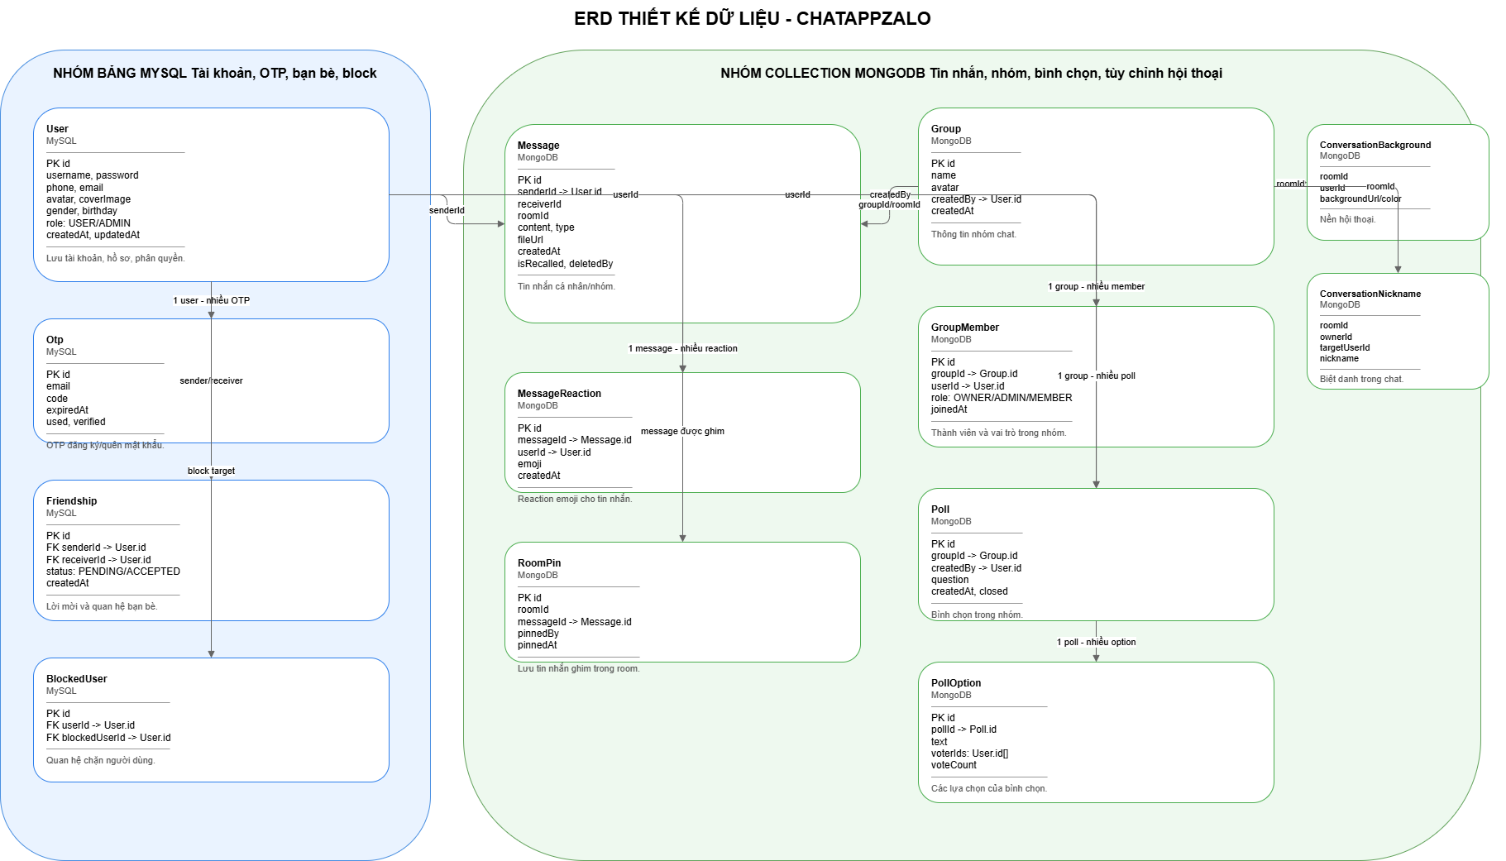 ERD THIẾT KẾ DỮ LIỆU - CHATAPPZALO
NHÓM BẢNG MYSQL Tài khoản, OTP, bạn bè, block
User
MySQL
PK id
username, password
phone, email
avatar, coverImage
gender, birthday
role: USER/ADMIN
createdAt, updatedAt
Lưu tài khoản, hồ sơ, phân quyền.
1 user - nhiều OTP
Otp
MySQL
PK id
email
code
expiredAt
used, verified
OTP đăng ký/quên mật khẩu.
sender/receiver
block target
Friendship
MySQL
PK id
FK senderId -> User.id
FK receiverId -> User.id
status: PENDING/ACCEPTED
createdAt
Lời mời và quan hệ bạn bè.
BlockedUser
MySQL
PK id
FK userId -> User.id
FK blockedUserId -> User.id
Quan hệ chặn người dùng.
NHÓM COLLECTION MONGODB Tin nhắn, nhóm, bình chọn, tùy chỉnh hội thoại
senderId
Message
MongoDB
PK id
senderId -> User.id
receiverId
roomId
content, type
fileUrl
createdAt
isRecalled, deletedBy
Tin nhắn cá nhân/nhóm.
userId
userId
createdBy
groupId/roomId
1 message - nhiều reaction
MessageReaction
MongoDB
PK id
messageId -> Message.id
userId -> User.id
emoji
createdAt
Reaction emoji cho tin nhắn.
message được ghim
RoomPin
MongoDB
PK id
roomId
messageId -> Message.id
pinnedBy
pinnedAt
Lưu tin nhắn ghim trong room.
Group
MongoDB
PK id
name
avatar
createdBy -> User.id
createdAt
Thông tin nhóm chat.
1 group - nhiều member
GroupMember
MongoDB
PK id
groupId -> Group.id
userId -> User.id
role: OWNER/ADMIN/MEMBER
joinedAt
Thành viên và vai trò trong nhóm.
1 group - nhiều poll
Poll
MongoDB
PK id
groupId -> Group.id
createdBy -> User.id
question
createdAt, closed
Bình chọn trong nhóm.
1 poll - nhiều option
PollOption
MongoDB
PK id
pollId -> Poll.id
text
voterIds: User.id[]
voteCount
Các lựa chọn của bình chọn.
roomId
ConversationBackground
MongoDB
roomId
userId
backgroundUrl/color
Nền hội thoại.
roomId
ConversationNickname
MongoDB
roomId
ownerId
targetUserId
nickname
Biệt danh trong chat.